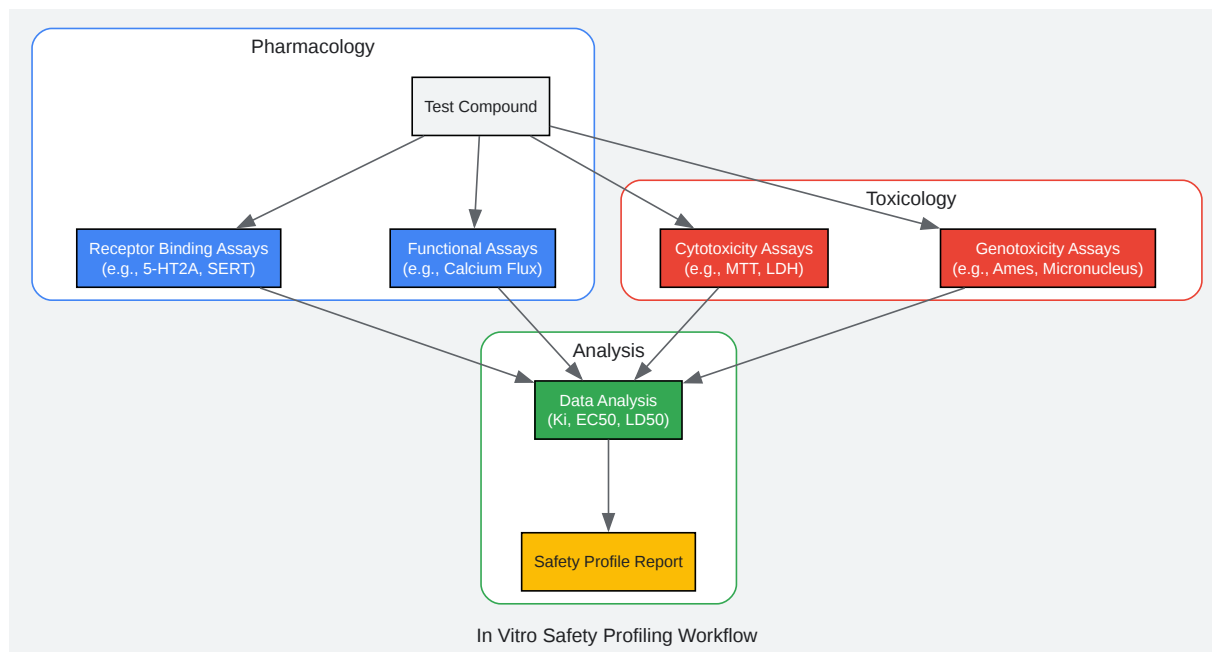 Pharmacology
Test Compound
Toxicology
Receptor Binding Assays
(e.g., 5-HT2A, SERT)
Functional Assays
(e.g., Calcium Flux)
Cytotoxicity Assays
(e.g., MTT, LDH)
Genotoxicity Assays
(e.g., Ames, Micronucleus)
Analysis
Data Analysis
(Ki, EC50, LD50)
Safety Profile Report
In Vitro Safety Profiling Workflow